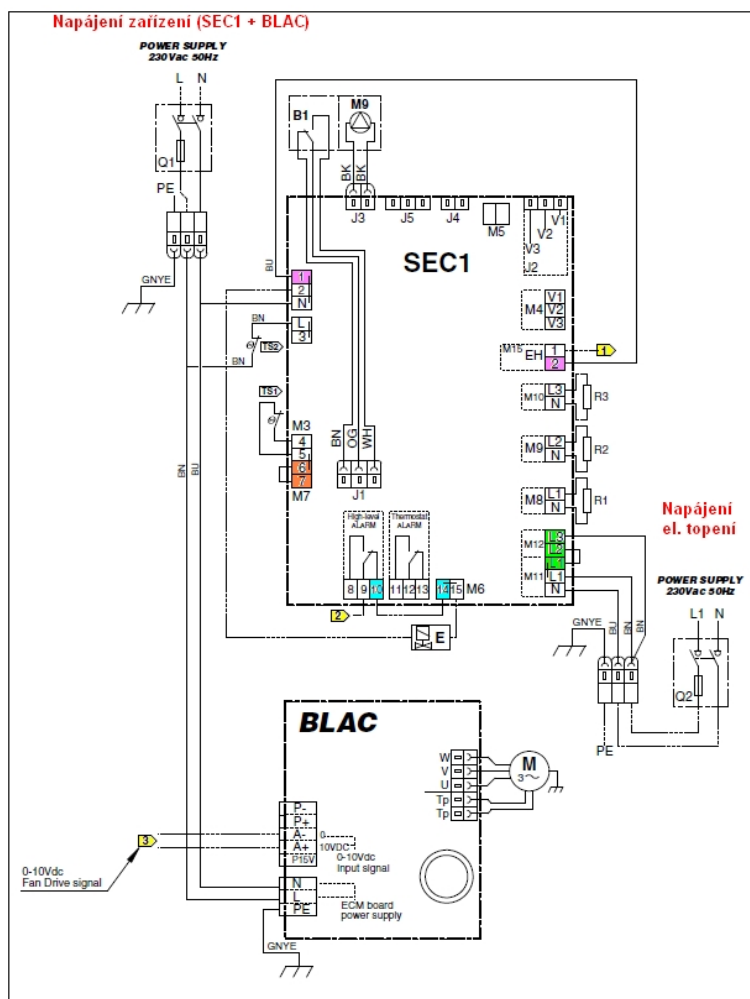 Napájení zařízení (SEC1 + BLAC)
POWER SUPPLY
230Vac 50Hz
L N
Q1
PE
GNYE
B1
M9
BK
BK
J3
J5
J4
M5
V1
V2
V3
J2
SEC1
BU
1
2
N
L
3
BN
TS2
BN
TS1
M3
4
5
6
7
M7
BN
BU
BN
OG
WH
J1
M4
V1
V2
V3
M15
EH
1
2
1
M10
L3
N
R3
M9
L2
N
R2
M8
L1
N
R1
M12
L3
L2
L1
M11
L1
N
High-level
ALARM
Thermostat
ALARM
8 9 10
11 12 13
14 15
M6
2
E
Napájení
el. topení
POWER SUPPLY
230Vac 50Hz
L1 N
Q2
GNYE
BU
BN
BN
PE
BLAC
W
V
U
Tp
Tp
M
3~
P-
P+
A-
A+
P15V
0-
10VDC
0-10Vdc
Input signal
3
0-10Vdc
Fan Drive signal
N
L
PE
ECM board
power supply
GNYE